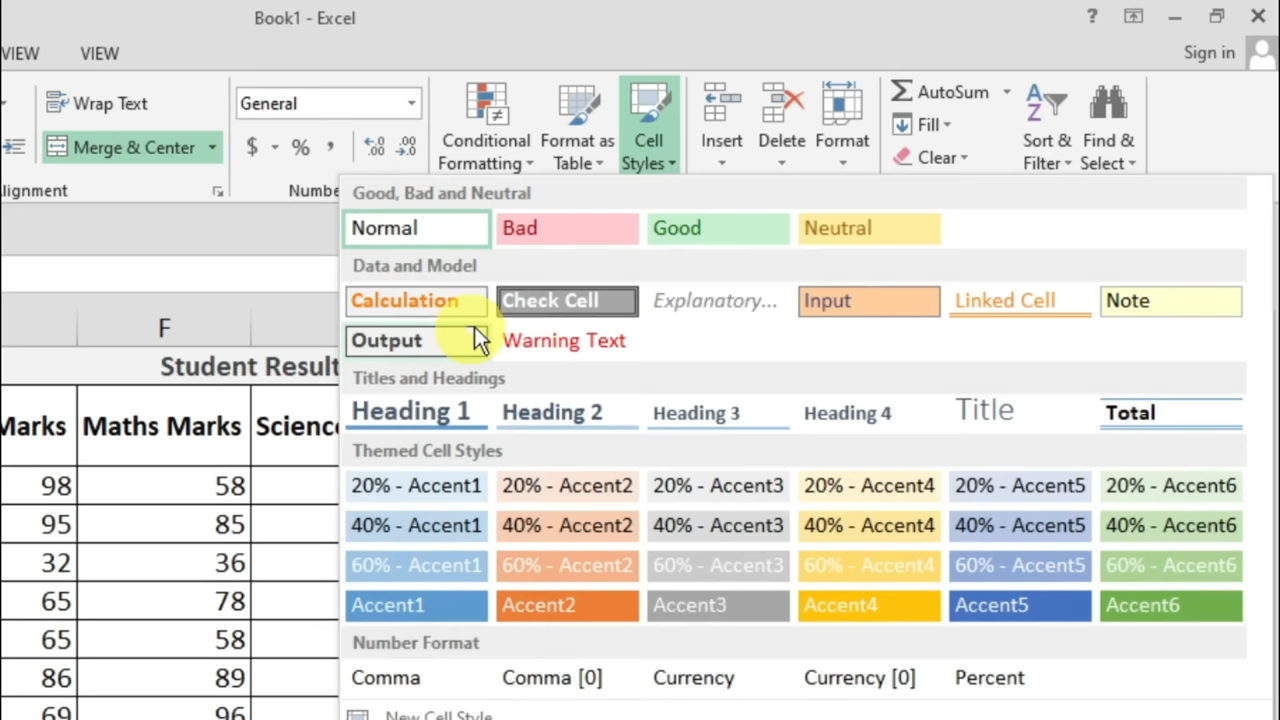 Book1 - Excel
?
VIEW VIEW
Sign in
Wrap Text
General
AutoSum
Merge & Center
$ % ,
Conditional Formatting
Format as Table
Cell Styles
Insert
Delete
Format
Fill
Clear
Sort & Filter
Find & Select
Good, Bad and Neutral
Normal Bad Good Neutral
Data and Model
Calculation Check Cell Explanatory... Input Linked Cell Note
Output Warning Text
Titles and Headings
Heading 1 Heading 2 Heading 3 Heading 4 Title Total
Themed Cell Styles
20% - Accent1 20% - Accent2 20% - Accent3 20% - Accent4 20% - Accent5 20% - Accent6
40% - Accent1 40% - Accent2 40% - Accent3 40% - Accent4 40% - Accent5 40% - Accent6
60% - Accent1 60% - Accent2 60% - Accent3 60% - Accent4 60% - Accent5 60% - Accent6
Accent1 Accent2 Accent3 Accent4 Accent5 Accent6
Number Format
Comma Comma [0] Currency Currency [0] Percent
New Cell Style
F
Student Result
Marks Maths Marks Science
98 58
95 85
32 36
65 78
65 58
86 89
69 96